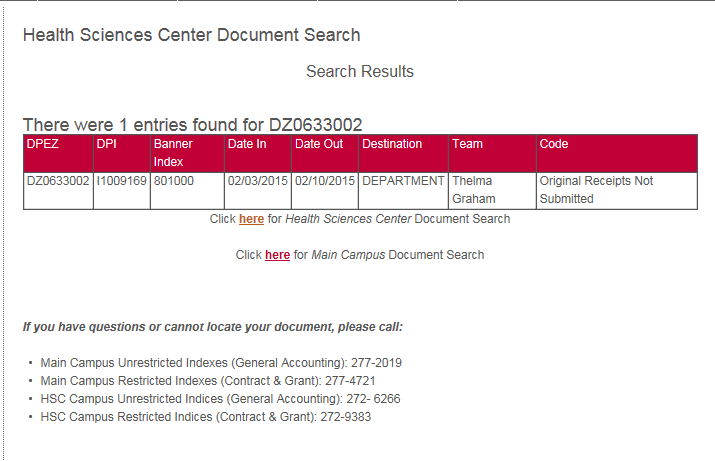 Health Sciences Center Document Search
Search Results
There were 1 entries found for DZ0633002
DPEZ DPI Banner Index Date In Date Out Destination Team Code
DZ0633002 I1009169 801000 02/03/2015 02/10/2015 DEPARTMENT Thelma Graham Original Receipts Not Submitted
Click here for Health Sciences Center Document Search
Click here for Main Campus Document Search
If you have questions or cannot locate your document, please call:
• Main Campus Unrestricted Indexes (General Accounting): 277-2019
• Main Campus Restricted Indexes (Contract & Grant): 277-4721
• HSC Campus Unrestricted Indices (General Accounting): 272- 6266
• HSC Campus Restricted Indices (Contract & Grant): 272-9383